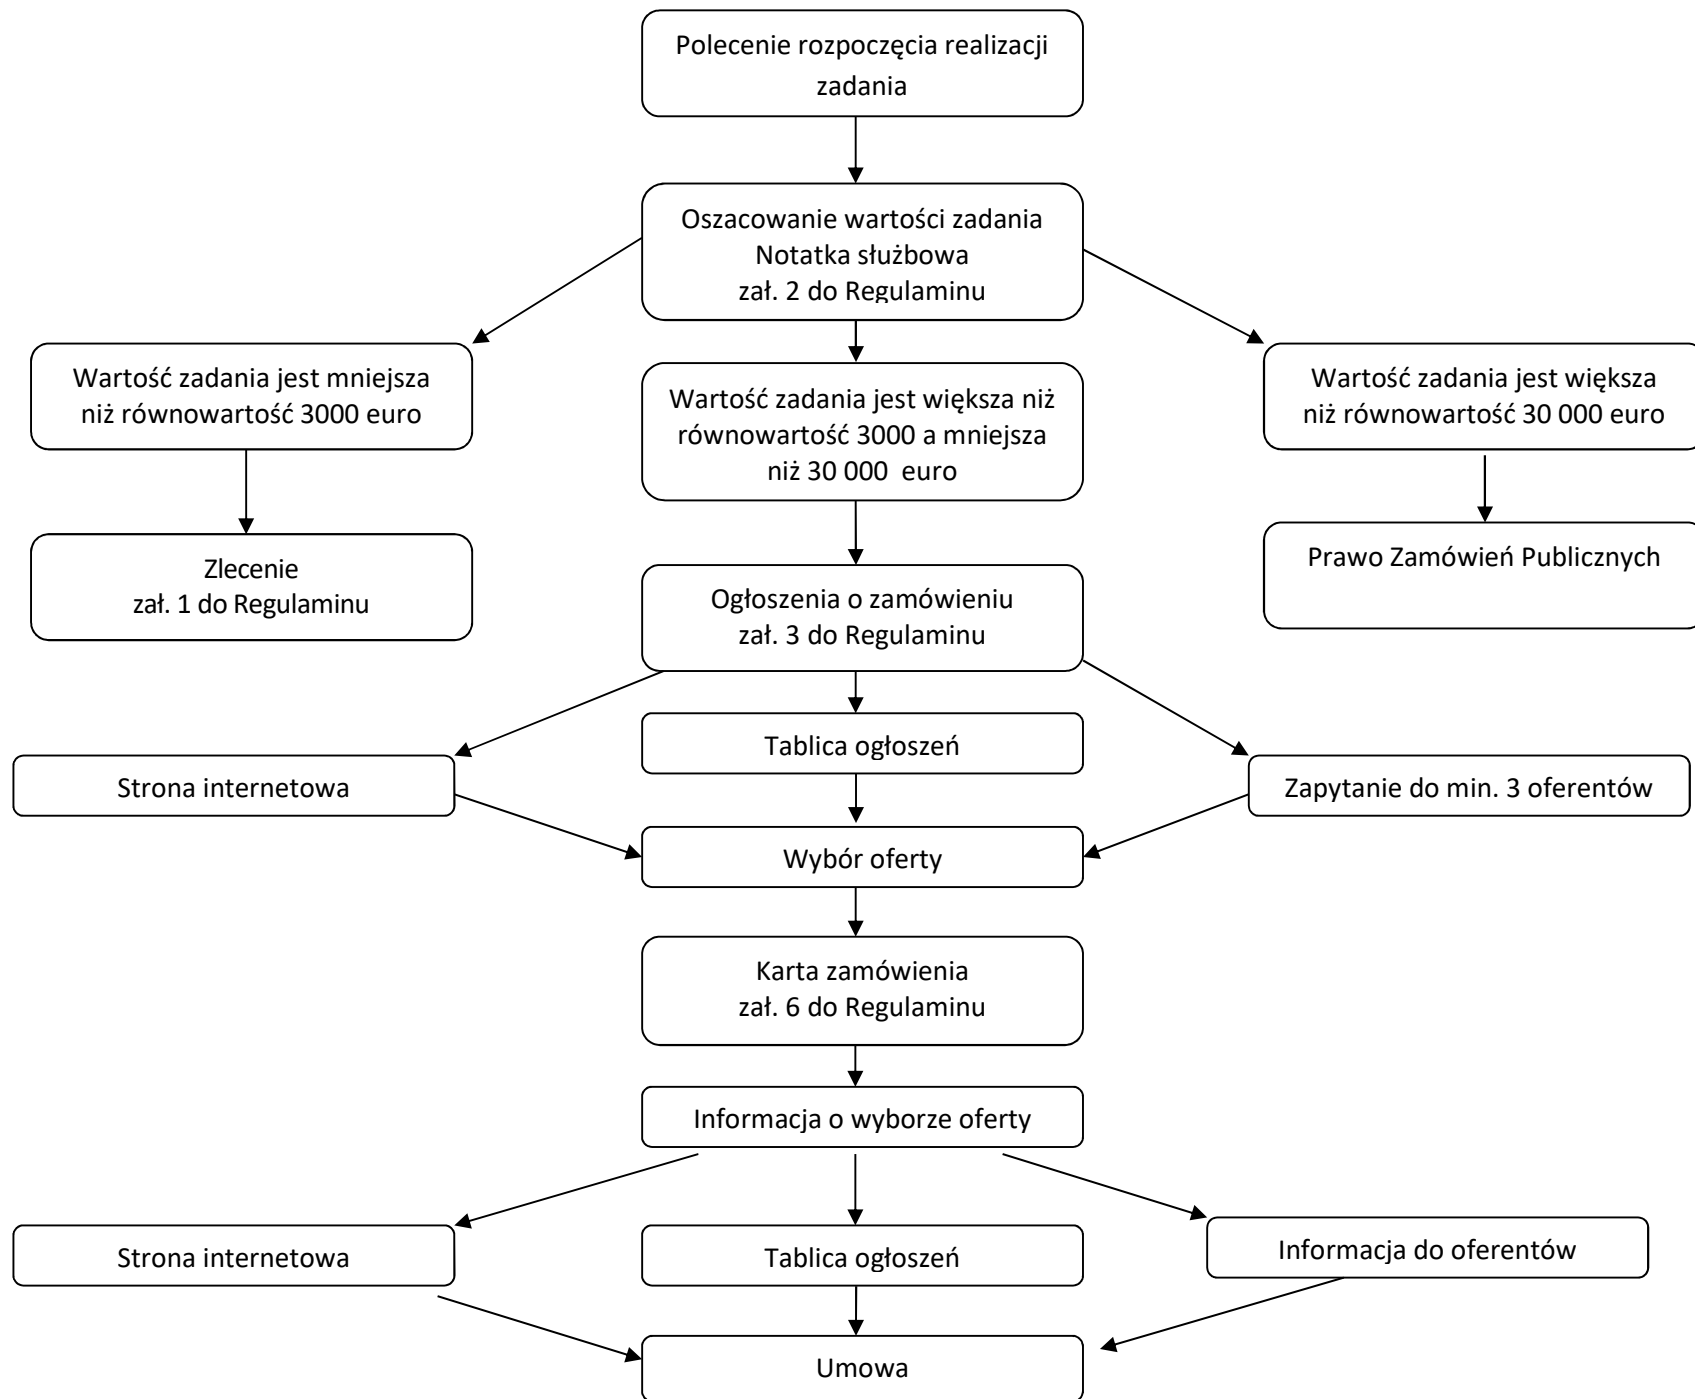 Polecenie rozpoczęcia realizacji
zadania
Oszacowanie wartości zadania
Notatka służbowa
zał. 2 do Regulaminu
Wartość zadania jest mniejsza
niż równowartość 3000 euro
Wartość zadania jest większa niż
równowartość 3000 a mniejsza
niż 30 000  euro
Wartość zadania jest większa
niż równowartość 30 000 euro
Zlecenie
zał. 1 do Regulaminu
Ogłoszenia o zamówieniu
zał. 3 do Regulaminu
Prawo Zamówień Publicznych
Strona internetowa
Tablica ogłoszeń
Zapytanie do min. 3 oferentów
Wybór oferty
Karta zamówienia
zał. 6 do Regulaminu
Informacja o wyborze oferty
Strona internetowa
Tablica ogłoszeń
Informacja do oferentów
Umowa